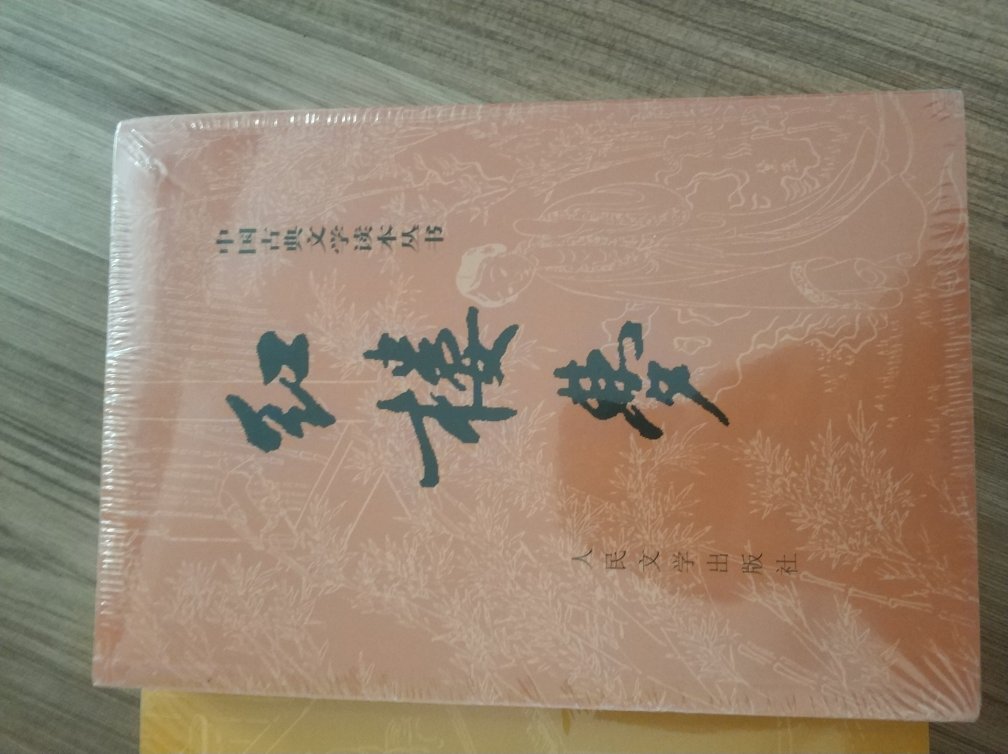 中国古典文学读本丛书
红楼夢
人民文学出版社